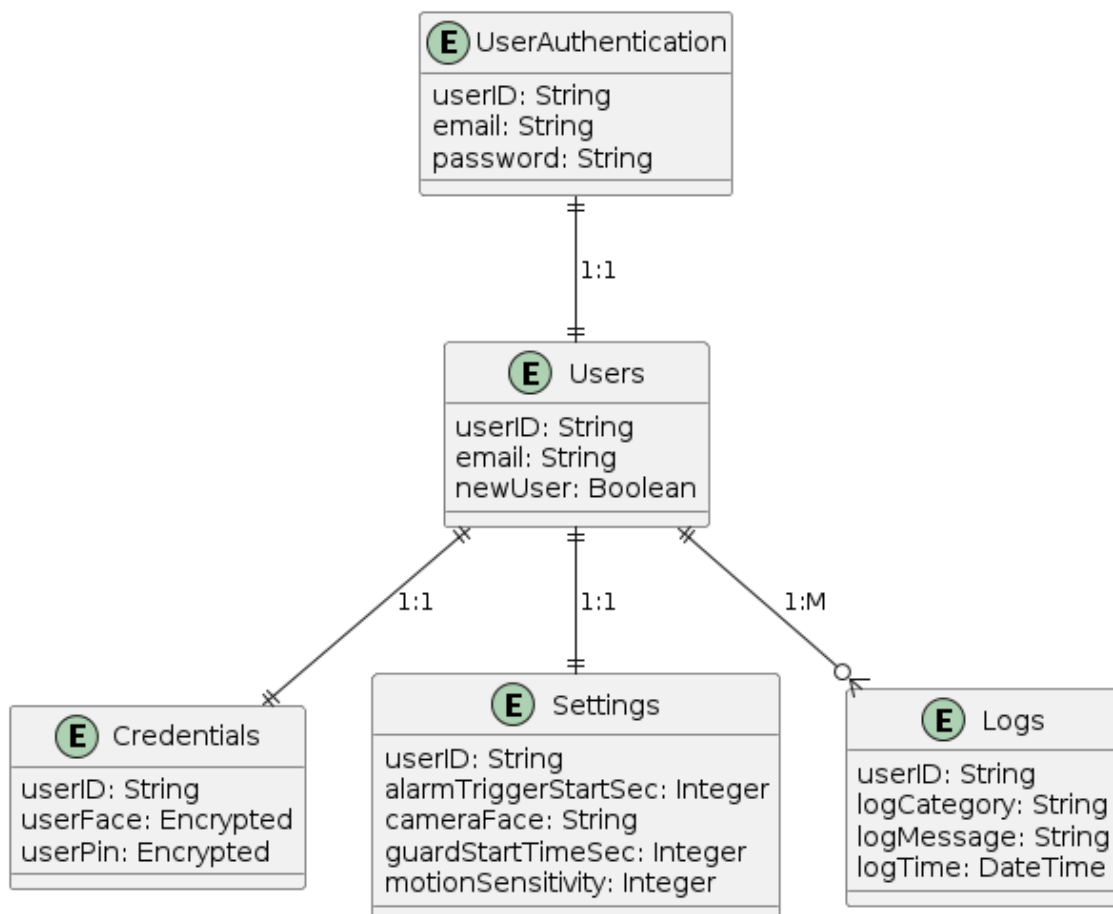 E UserAuthentication
userID: String
email: String
password: String
1:1
E Users
userID: String
email: String
newUser: Boolean
1:1
1:1
1:M
E Credentials
userID: String
userFace: Encrypted
userPin: Encrypted
E Settings
userID: String
alarmTriggerStartSec: Integer
cameraFace: String
guardStartTimeSec: Integer
motionSensitivity: Integer
E Logs
userID: String
logCategory: String
logMessage: String
logTime: DateTime